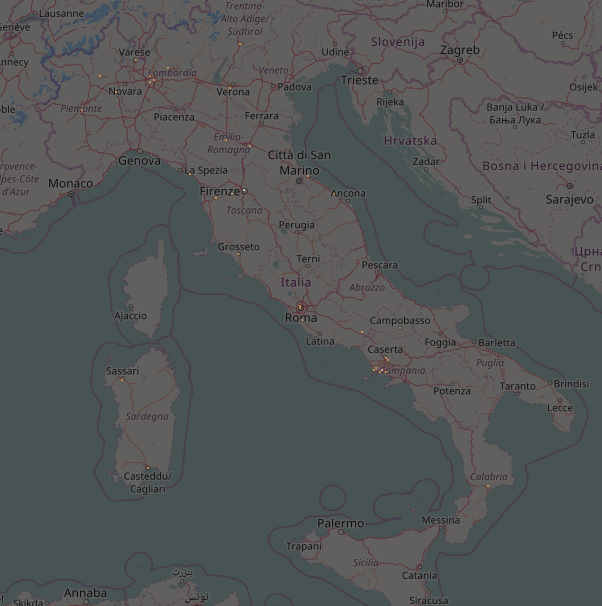 Lausanne
Trentino-
Alto Adige/
Südtirol
Maribor
Genève
Annecy
Varese
Udine
Slovenija
Zagreb
Pécs
Lombardia
Veneto
Trieste
Novara
Verona
Padova
Rijeka
Osijek
Piemonte
Piacenza
Ferrara
Banja Luka /
Бања Лука
Tuzla
Emilia-
Romagna
Hrvatska
Genova
Città di San
Marino
Zadar
Bosna i Hercegovina
Provence-
Alpes-Côte
d'Azur
La Spezia
Monaco
Firenze
Ancona
Split
Sarajevo
Toscana
Perugia
Grosseto
Terni
Pescara
Црна
Crn
Italia
Abruzzo
Ajaccio
Roma
Campobasso
Latina
Caserta
Foggia
Barletta
Sassari
Campania
Puglia
Potenza
Taranto
Brindisi
Lecce
Sardegna
Casteddu/
Cagliari
Calabria
Palermo
Messina
Trapani
Sicilia
Catania
Siracusa
بنزرت
Annaba
Skikda
تونس